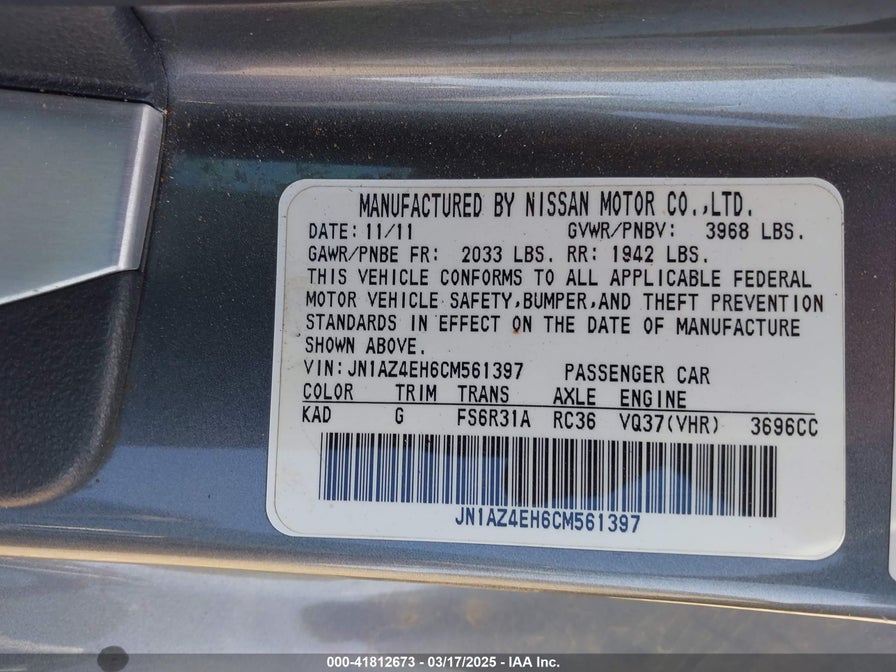 MANUFACTURED BY NISSAN MOTOR CO.,LTD.
DATE: 11/11 GVWR/PNBV: 3968 LBS.
GAWR/PNBE FR: 2033 LBS. RR: 1942 LBS.
THIS VEHICLE CONFORMS TO ALL APPLICABLE FEDERAL
MOTOR VEHICLE SAFETY,BUMPER,AND THEFT PREVENTION
STANDARDS IN EFFECT ON THE DATE OF MANUFACTURE
SHOWN ABOVE.
VIN: JN1AZ4EH6CM561397 PASSENGER CAR
COLOR TRIM TRANS AXLE ENGINE
KAD G FS6R31A RC36 VQ37(VHR) 3696CC
JN1AZ4EH6CM561397
000-41812673 - 03/17/2025 - IAA Inc.